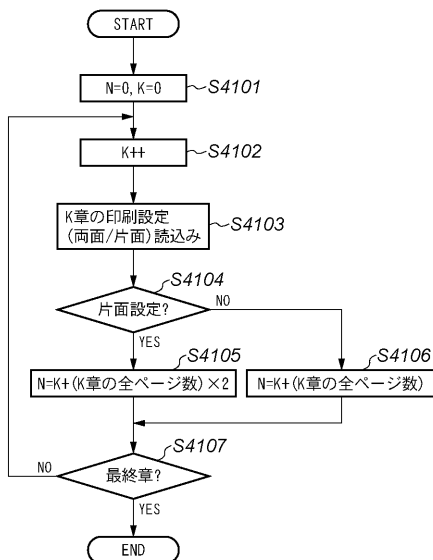 START
N=0, K=0
S4101
K++
S4102
K章の印刷設定
(両面/片面)読込み
S4103
S4104
片面設定?
NO
YES
S4105
S4106
N=K+(K章の全ページ数)×2
N=K+(K章の全ページ数)
S4107
NO
最終章?
YES
END